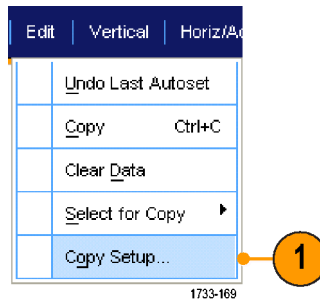 Edit Vertical Horiz/Ac
Undo Last Autoset
Copy Ctrl+C
Clear Data
Select for Copy
Copy Setup...
1
1733-169